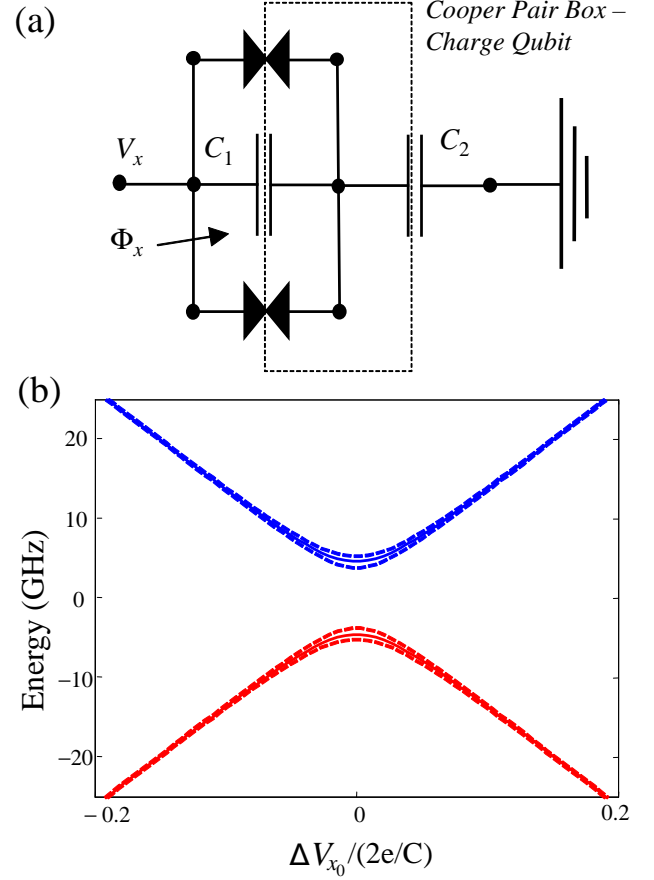 (a)
Cooper Pair Box –
Charge Qubit
V_x
C_1
C_2
Φ_x
(b)
20
10
0
−10
−20
Energy (GHz)
−0.2
0
0.2
ΔV_{x_0}/(2e/C)